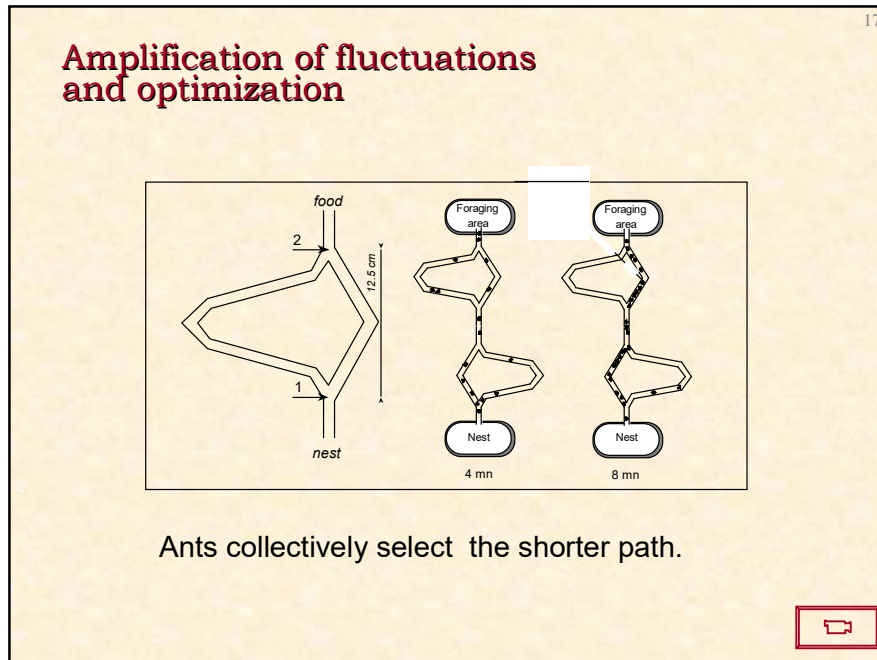 17
Amplification of fluctuations
and optimization
food
2
12.5 cm
1
nest
Foraging
area
Nest
4 mn
Foraging
area
Nest
8 mn
Ants collectively select  the shorter path.